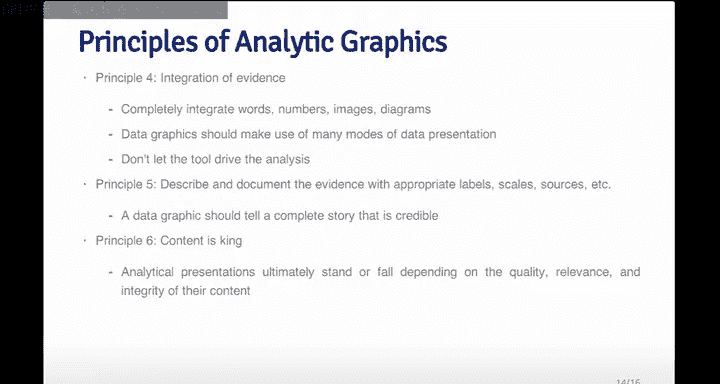 Principles of Analytic Graphics
· Principle 4: Integration of evidence
- Completely integrate words, numbers, images, diagrams
- Data graphics should make use of many modes of data presentation
- Don't let the tool drive the analysis
· Principle 5: Describe and document the evidence with appropriate labels, scales, sources, etc.
- A data graphic should tell a complete story that is credible
· Principle 6: Content is king
- Analytical presentations ultimately stand or fall depending on the quality, relevance, and
integrity of their content
14/16